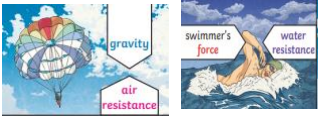 gravity
air
resistance
swimmer's
force
water
resistance